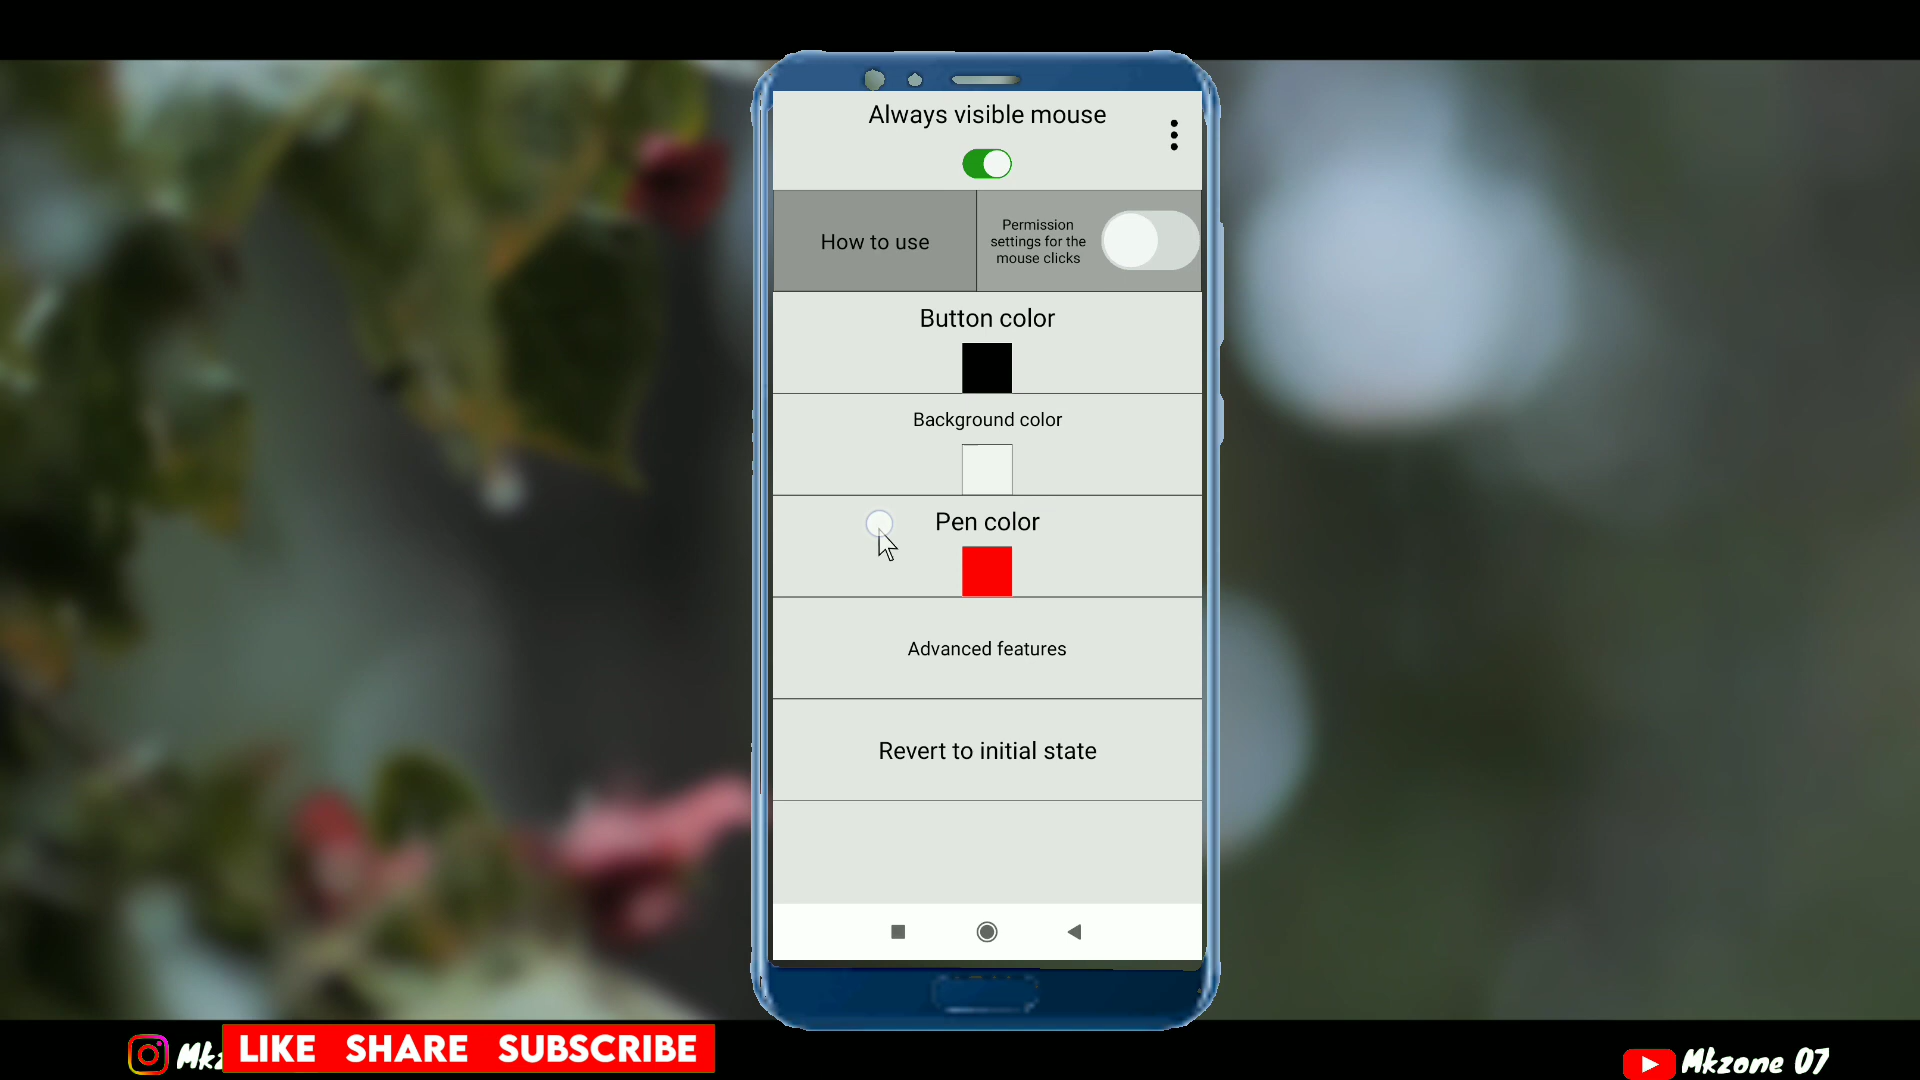 Always visible mouse
How to use
Permission
settings for the
mouse clicks
Button color
Background color
Pen color
Advanced features
Revert to initial state
LIKE SHARE SUBSCRIBE
Mkzone 07